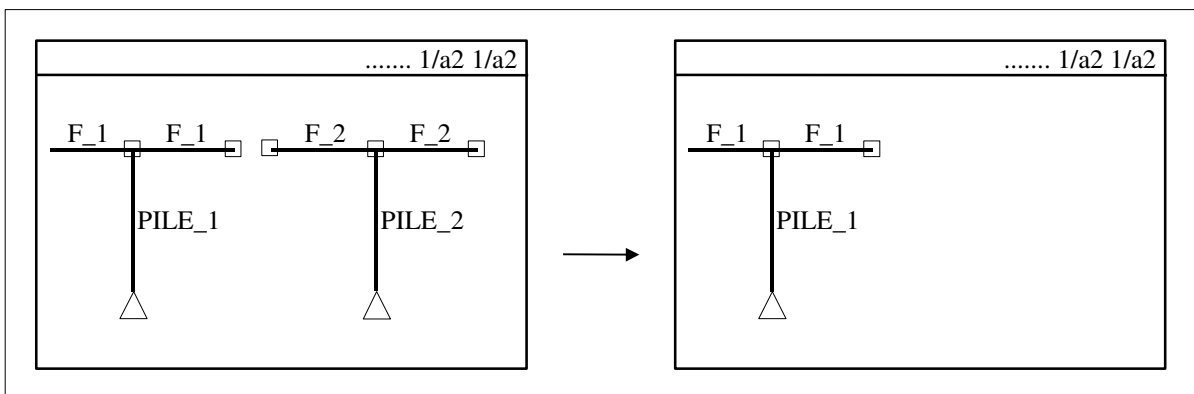 ....... 1/a2 1/a2
F_1 F_1 F_2 F_2
PILE_1 PILE_2
....... 1/a2 1/a2
F_1 F_1
PILE_1